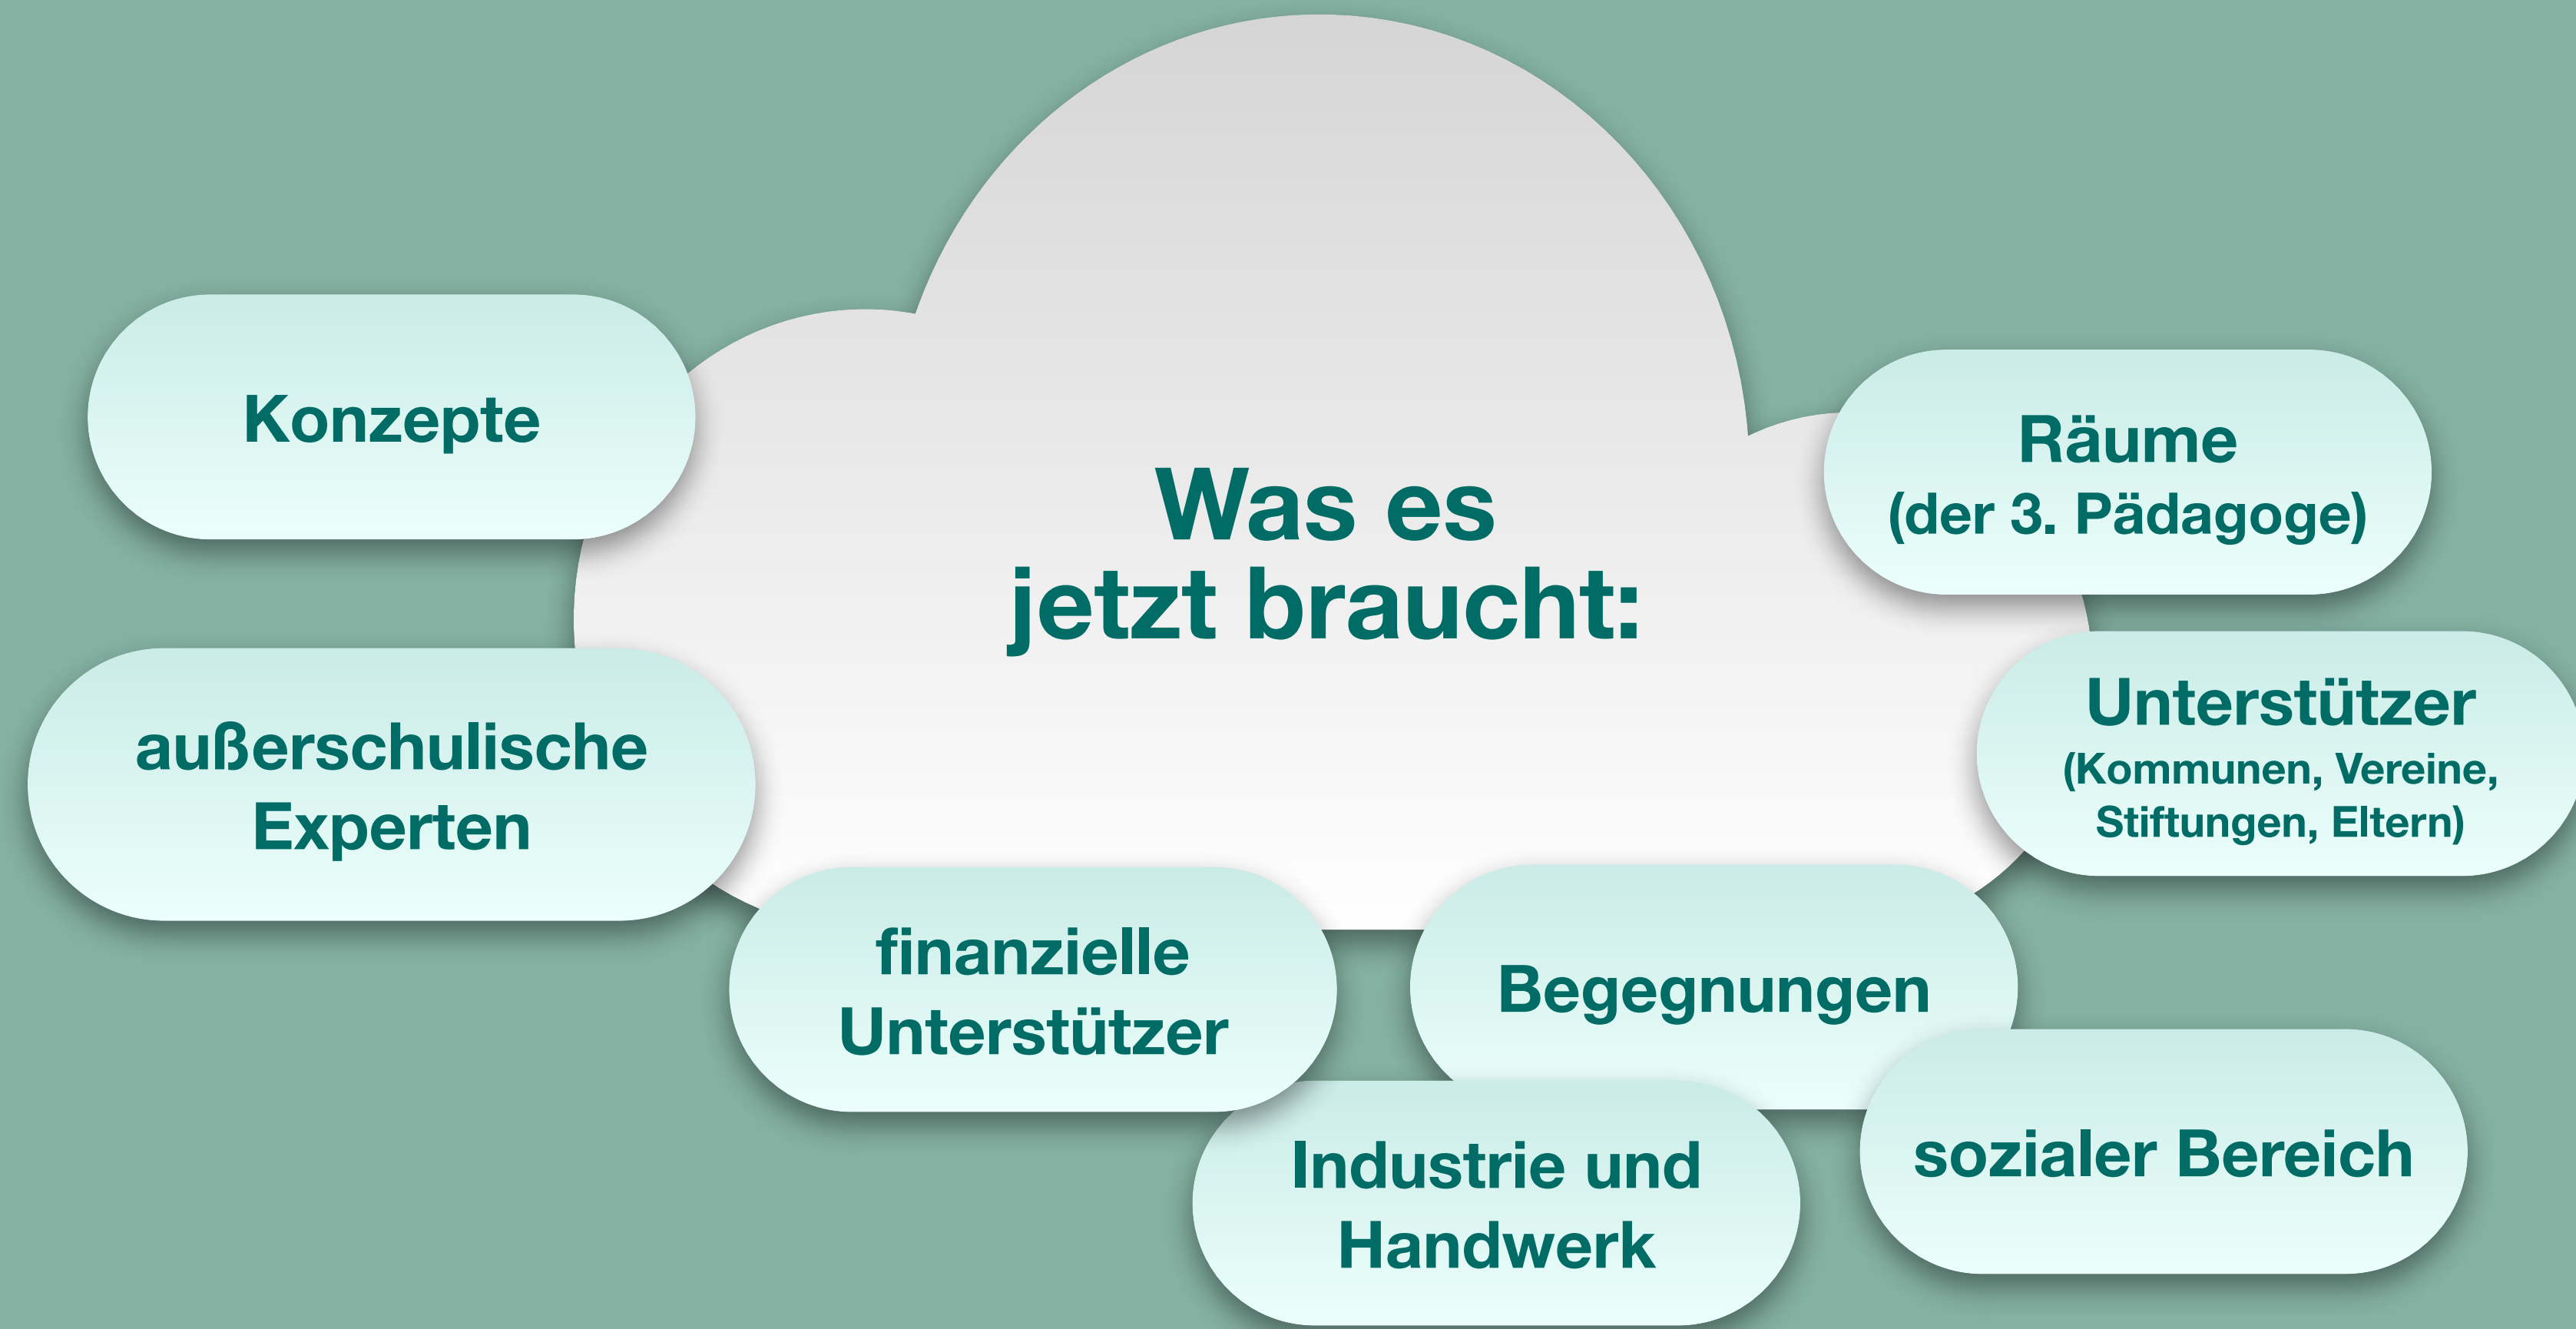 Was es
jetzt braucht:
Konzepte
Räume
(der 3. Pädagoge)
außerschulische
Experten
Unterstützer
(Kommunen, Vereine,
Stiftungen, Eltern)
finanzielle
Unterstützer
Begegnungen
Industrie und
Handwerk
sozialer Bereich